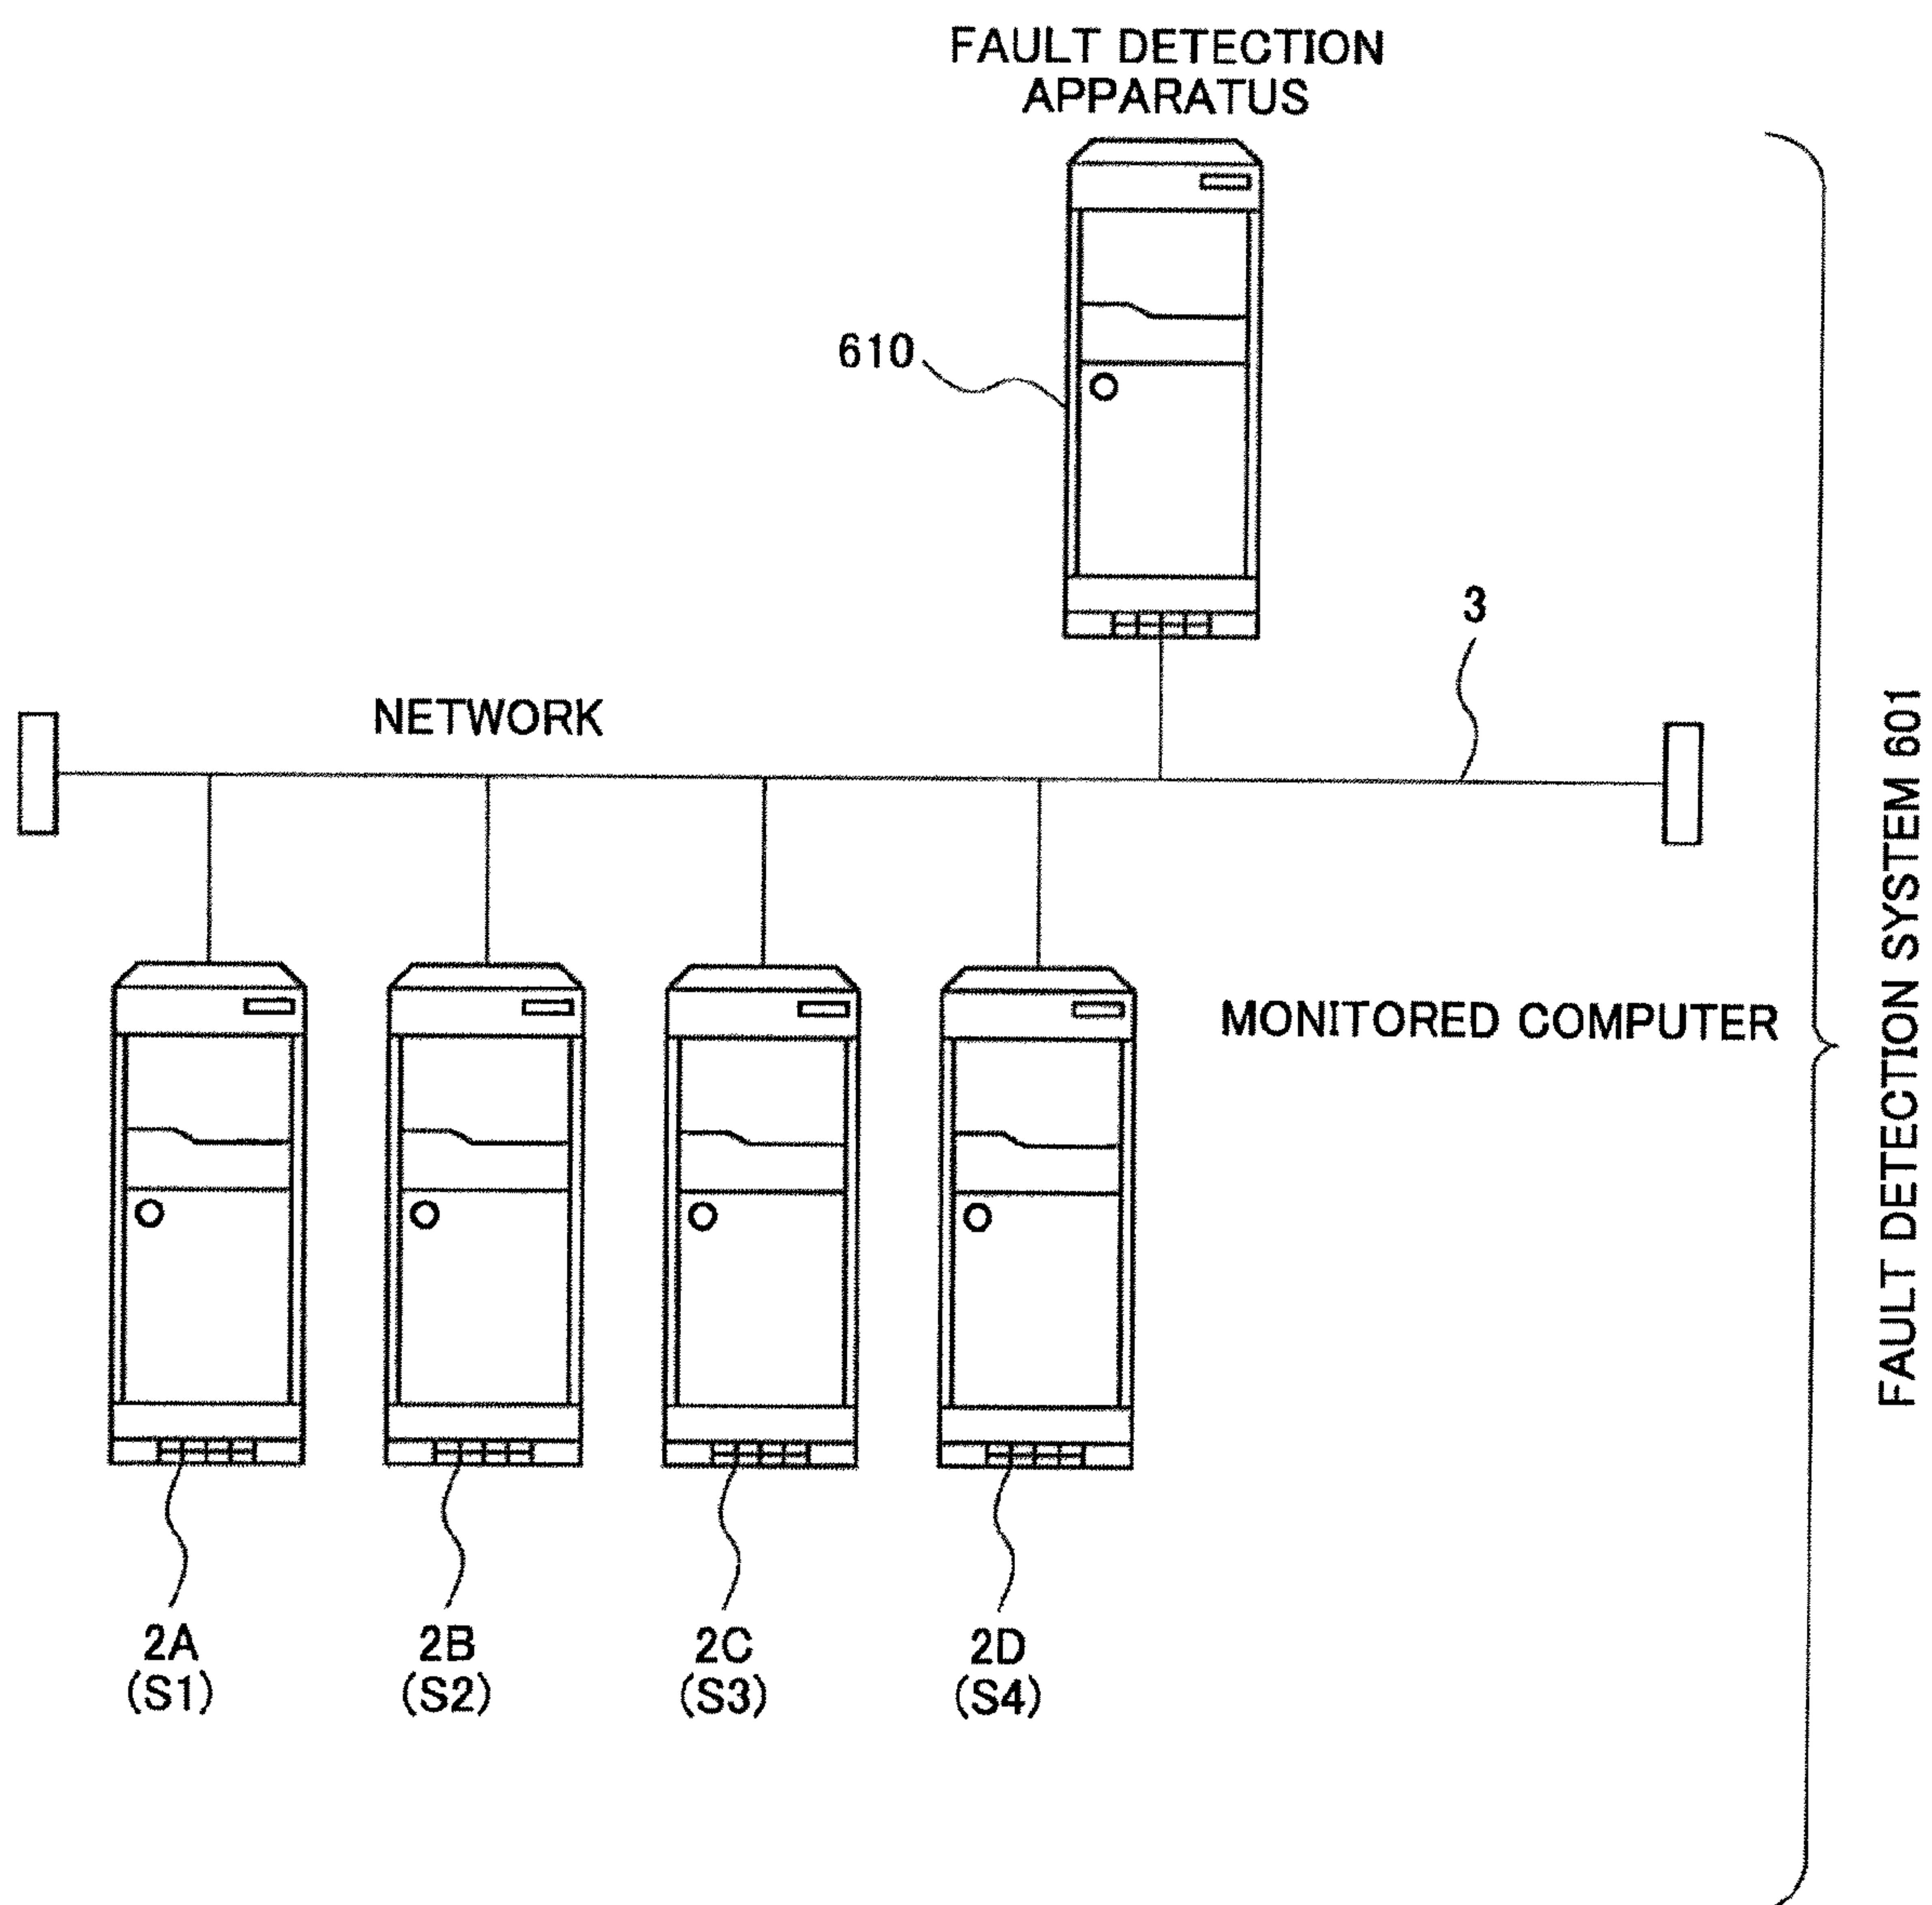 FAULT DETECTION
APPARATUS
610
3
NETWORK
MONITORED COMPUTER
2A
(S1)
2B
(S2)
2C
(S3)
2D
(S4)
FAULT DETECTION SYSTEM 601